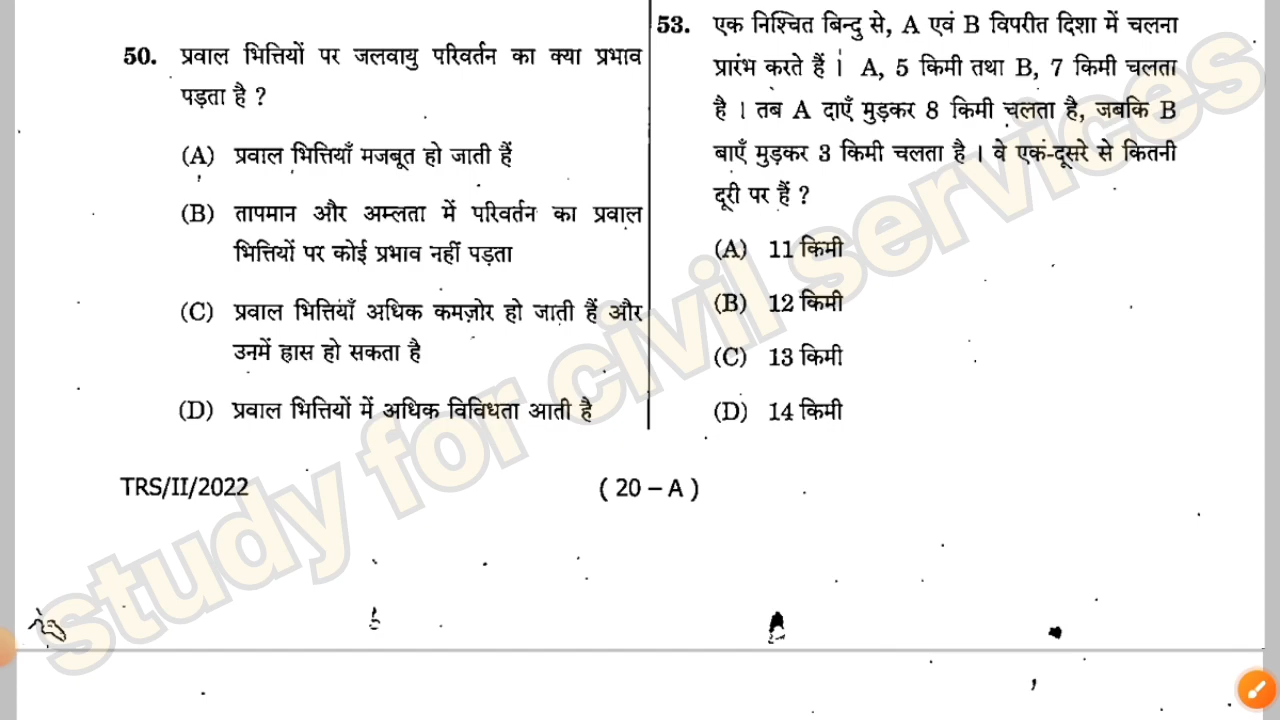 50. प्रवाल भित्तियों पर जलवायु परिवर्तन का क्या प्रभाव
पड़ता है ?
(A) प्रवाल भित्तियाँ मजबूत हो जाती हैं
(B) तापमान और अम्लता में परिवर्तन का प्रवाल
भित्तियों पर कोई प्रभाव नहीं पड़ता
(C) प्रवाल भित्तियाँ अधिक कमज़ोर हो जाती हैं और
उनमें ह्रास हो सकता है
(D) प्रवाल भित्तियों में अधिक विविधता आती है
53. एक निश्चित बिन्दु से, A एवं B विपरीत दिशा में चलना
प्रारंभ करते हैं । A, 5 किमी तथा B, 7 किमी चलता
है । तब A दाएँ मुड़कर 8 किमी चलता है, जबकि B
बाएँ मुड़कर 3 किमी चलता है । वे एक-दूसरे से कितनी
दूरी पर हैं ?
(A) 11 किमी
(B) 12 किमी
(C) 13 किमी
(D) 14 किमी
TRS/II/2022
( 20 – A )
study for civil services